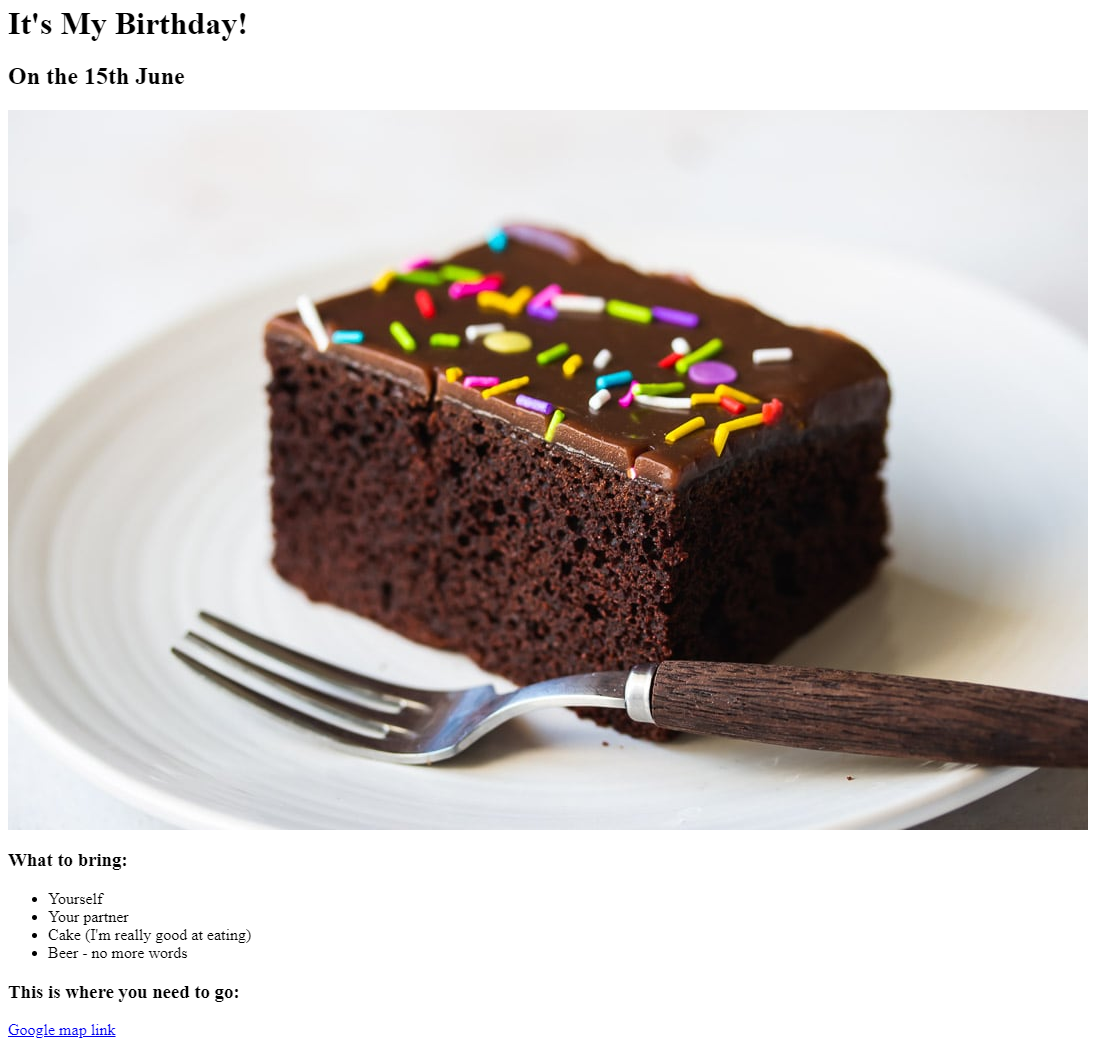 It's My Birthday!
On the 15th June
What to bring:
Yourself
Your partner
Cake (I'm really good at eating)
Beer - no more words
This is where you need to go:
Google map link